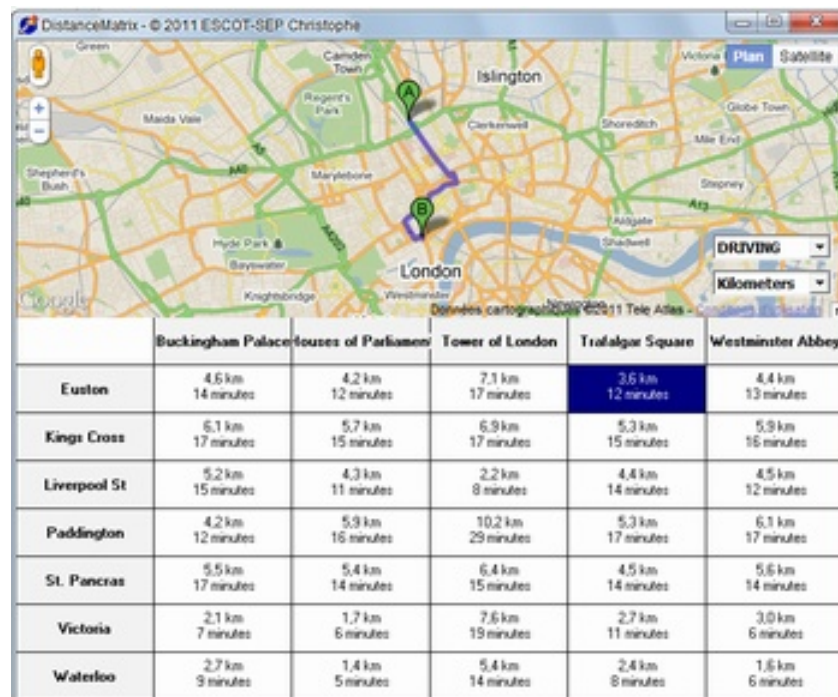 DistanceMatrix - © 2011 ESCOT-SEP Christophe
Green
Camden
Town
Islington
Victoria
Plan
Satellite
Regent's
Park
Maida Vale
Clerkenwell
Shoreditch
Globe Town
Mile End
A
A5
A40
Shepherd's
Bush
Marylebone
Stepney
A40
A13
B
Aldgate
Hyde Park
A4202
Shadwell
DRIVING
Bayswater
London
Kilometers
Knightsbridge
Westminster
Newington
Google
Données cartographiques ©2011 Tele Atlas - Conditions d'utilisation
Buckingham Palace Houses of Parliament Tower of London Trafalgar Square Westminster Abbey
Euston
4,6 km 4,2 km 7,1 km 3,6 km 4,4 km
14 minutes 12 minutes 17 minutes 12 minutes 13 minutes
Kings Cross
6,1 km 5,7 km 6,9 km 5,3 km 5,9 km
17 minutes 15 minutes 17 minutes 15 minutes 16 minutes
Liverpool St
5,2 km 4,3 km 2,2 km 4,4 km 4,5 km
15 minutes 11 minutes 8 minutes 14 minutes 12 minutes
Paddington
4,2 km 5,9 km 10,2 km 5,3 km 6,1 km
12 minutes 16 minutes 29 minutes 17 minutes 17 minutes
St. Pancras
5,5 km 5,4 km 6,4 km 4,5 km 5,6 km
17 minutes 14 minutes 15 minutes 14 minutes 14 minutes
Victoria
2,1 km 1,7 km 7,6 km 2,7 km 3,0 km
7 minutes 6 minutes 19 minutes 11 minutes 6 minutes
Waterloo
2,7 km 1,4 km 5,4 km 2,4 km 1,6 km
9 minutes 5 minutes 14 minutes 8 minutes 6 minutes